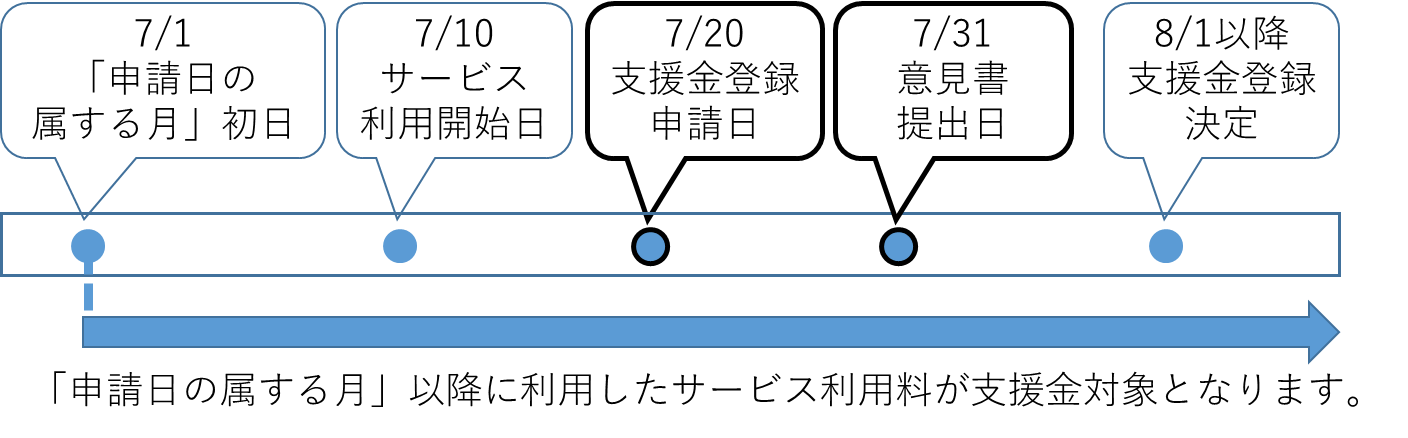 7/1
「申請日の
属する月」初日
7/10
サービス
利用開始日
7/20
支援金登録
申請日
7/31
意見書
提出日
8/1以降
支援金登録
決定
「申請日の属する月」以降に利用したサービス利用料が支援金対象となります。